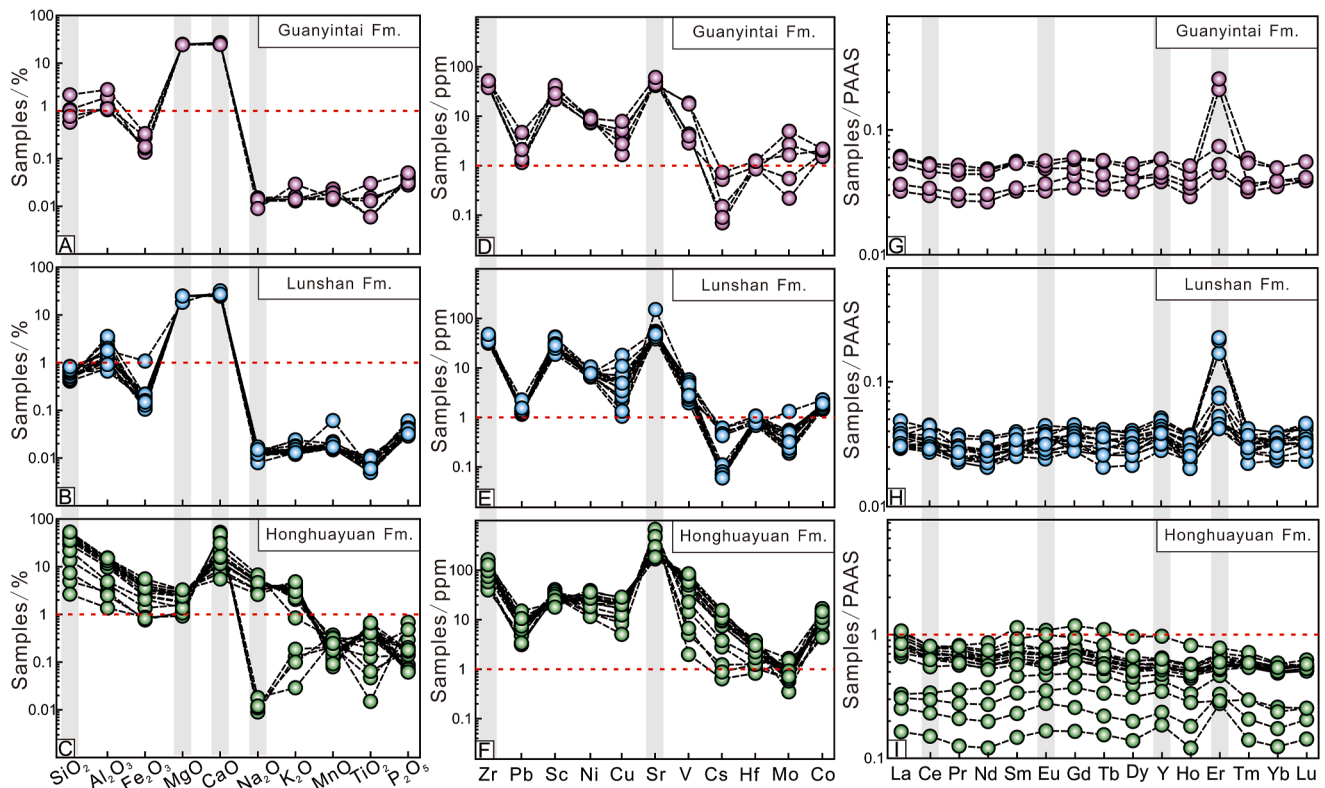 Guanyintai Fm.
Samples/%
100
10
1
0.1
0.01
A
Guanyintai Fm.
Samples/ppm
100
10
1
0.1
D
Guanyintai Fm.
Samples/PAAS
0.1
0.01
G
Lunshan Fm.
Samples/%
100
10
1
0.1
0.01
B
Lunshan Fm.
Samples/ppm
100
10
1
0.1
E
Lunshan Fm.
Samples/PAAS
0.1
0.01
H
Honghuayuan Fm.
Samples/%
100
10
1
0.1
0.01
C
SiO₂ Al₂O₃ Fe₂O₃ MgO CaO Na₂O K₂O MnO TiO₂ P₂O₅
Honghuayuan Fm.
Samples/ppm
100
10
1
0.1
F
Zr Pb Sc Ni Cu Sr V Cs Hf Mo Co
Honghuayuan Fm.
Samples/PAAS
1
0.1
I
La Ce Pr Nd Sm Eu Gd Tb Dy Y Ho Er Tm Yb Lu